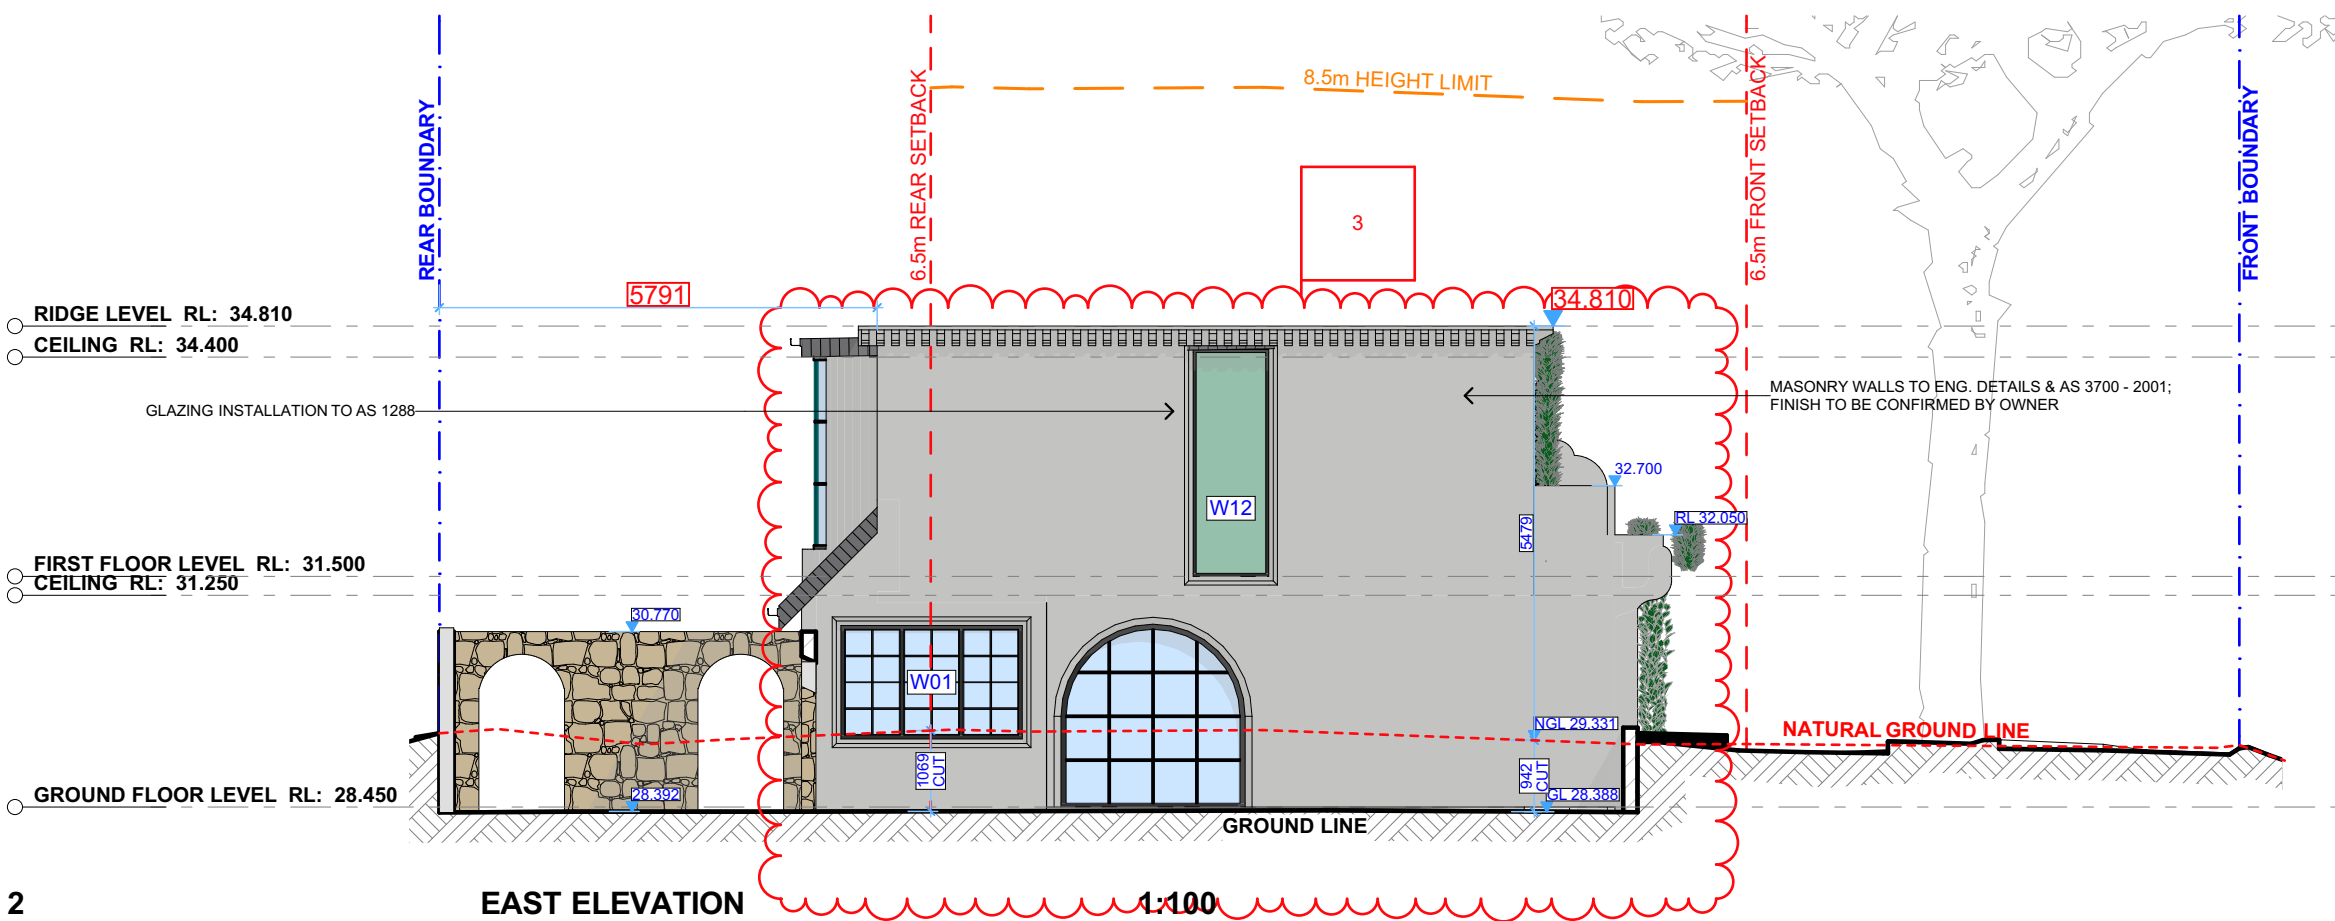 8.5m HEIGHT LIMIT
REAR BOUNDARY
6.5m REAR SETBACK
6.5m FRONT SETBACK
FRONT BOUNDARY
3
5791
34.810
RIDGE LEVEL RL: 34.810
CEILING RL: 34.400
GLAZING INSTALLATION TO AS 1288
MASONRY WALLS TO ENG. DETAILS & AS 3700 - 2001;
FINISH TO BE CONFIRMED BY OWNER
32.700
W12
RL 32.050
5479
FIRST FLOOR LEVEL RL: 31.500
CEILING RL: 31.250
30.770
W01
NGL 29.331
NATURAL GROUND LINE
1069
CUT
942
CUT
GROUND FLOOR LEVEL RL: 28.450
28.392
GL 28.388
GROUND LINE
2
EAST ELEVATION
1:100